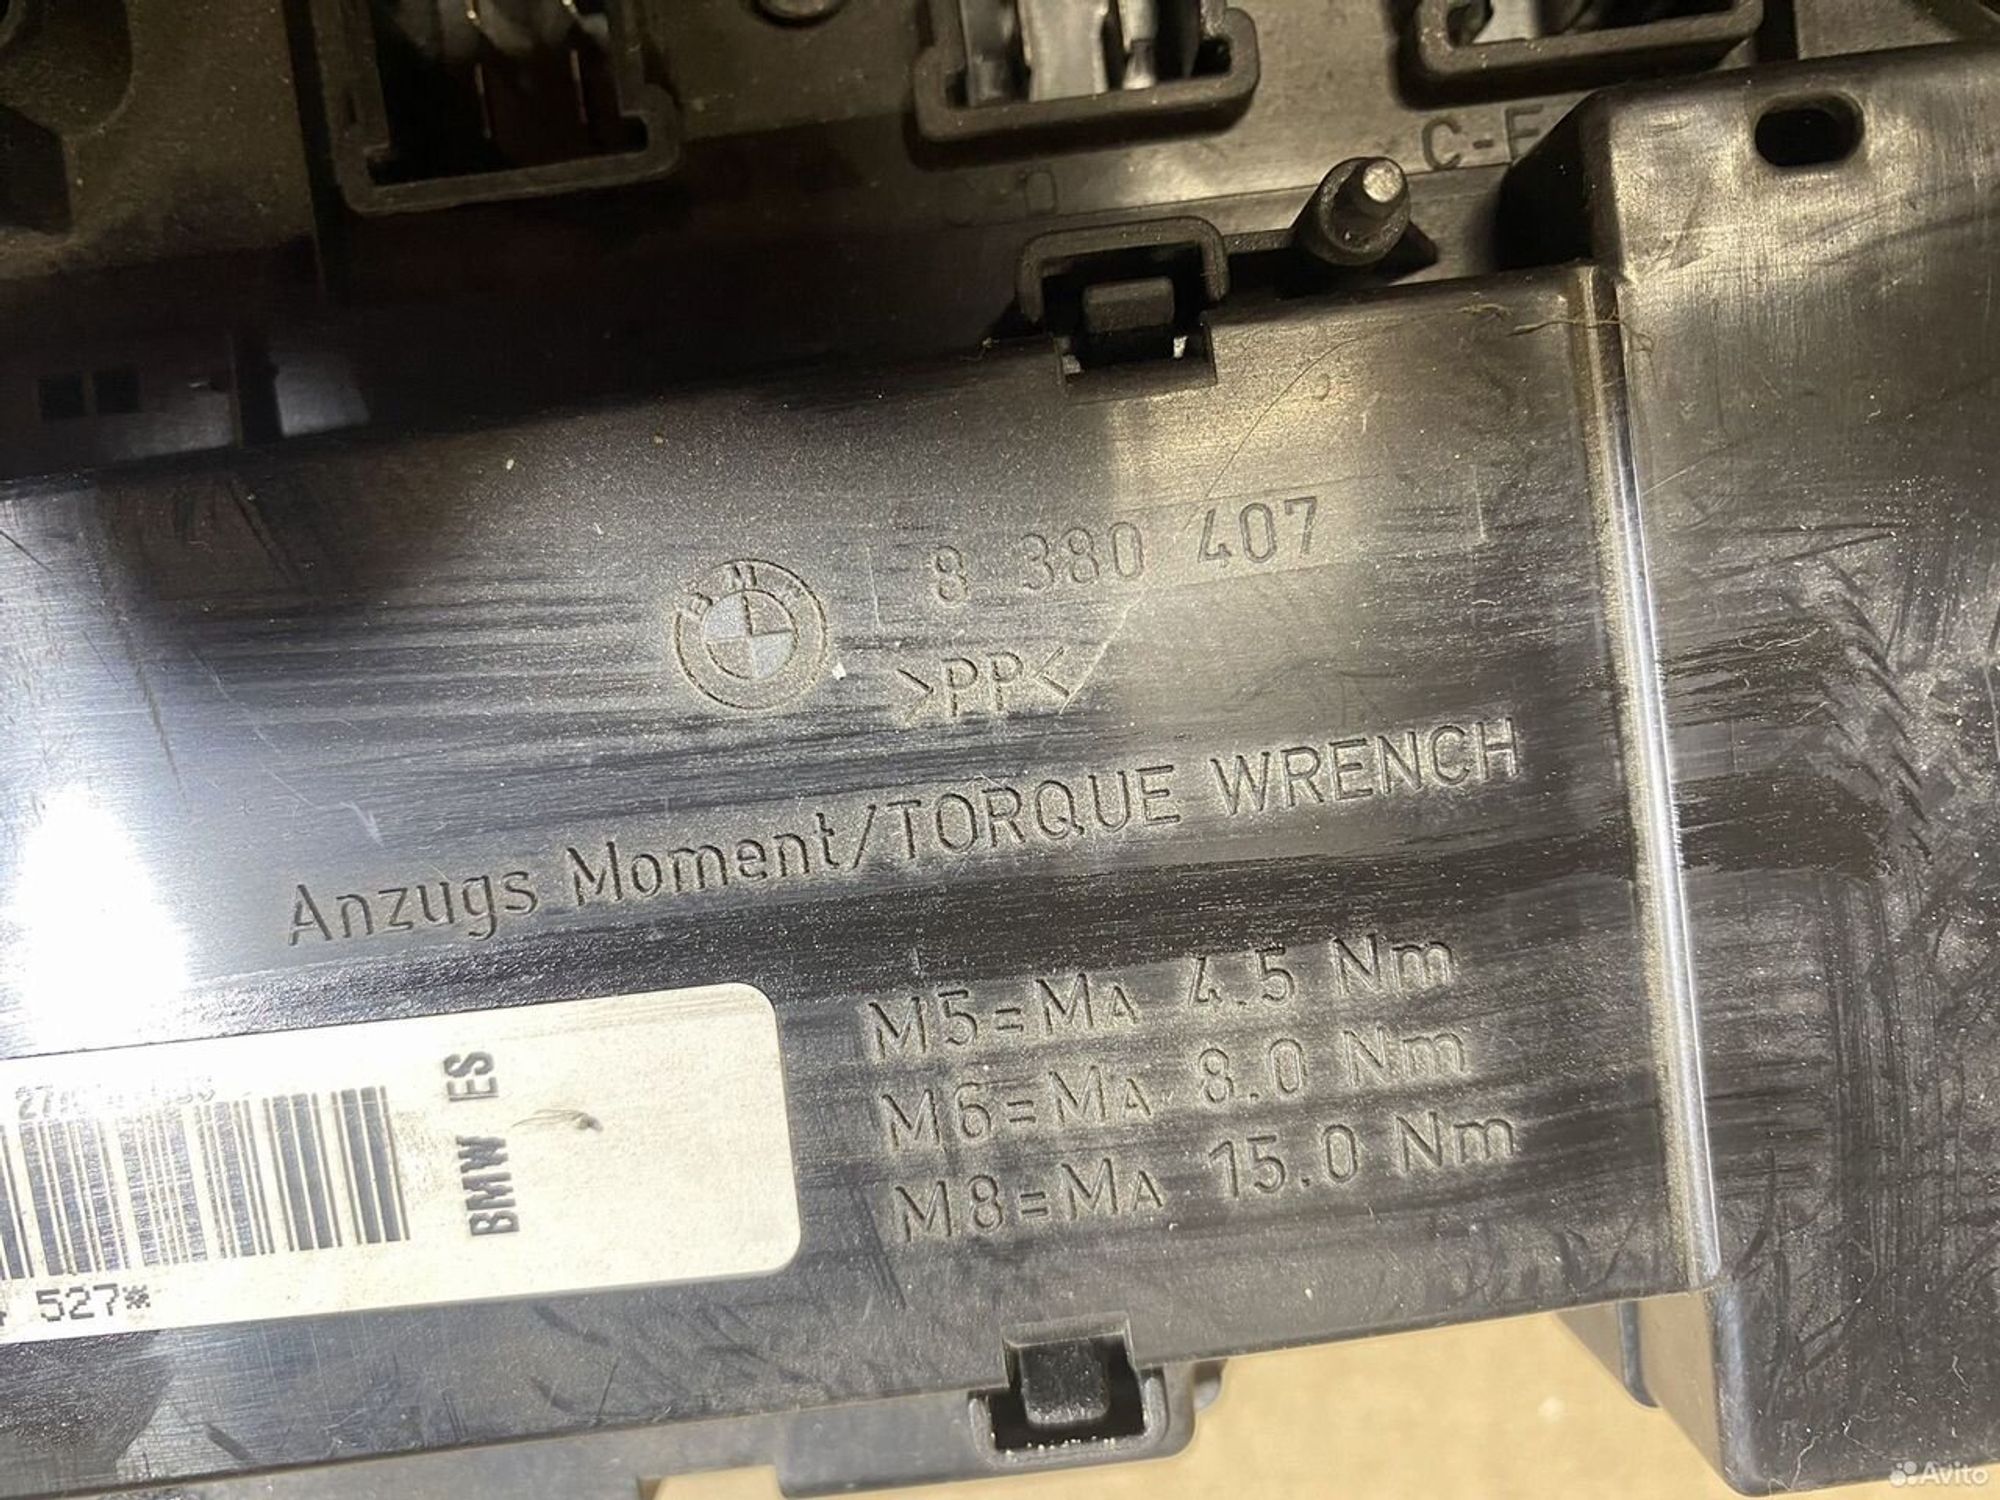 C-E
BMW
8 380 407
>PP<
Anzugs Moment/TORQUE WRENCH
M5=MA 4.5 Nm
M6=MA 8.0 Nm
M8=MA 15.0 Nm
BMW ES
527*
Avito